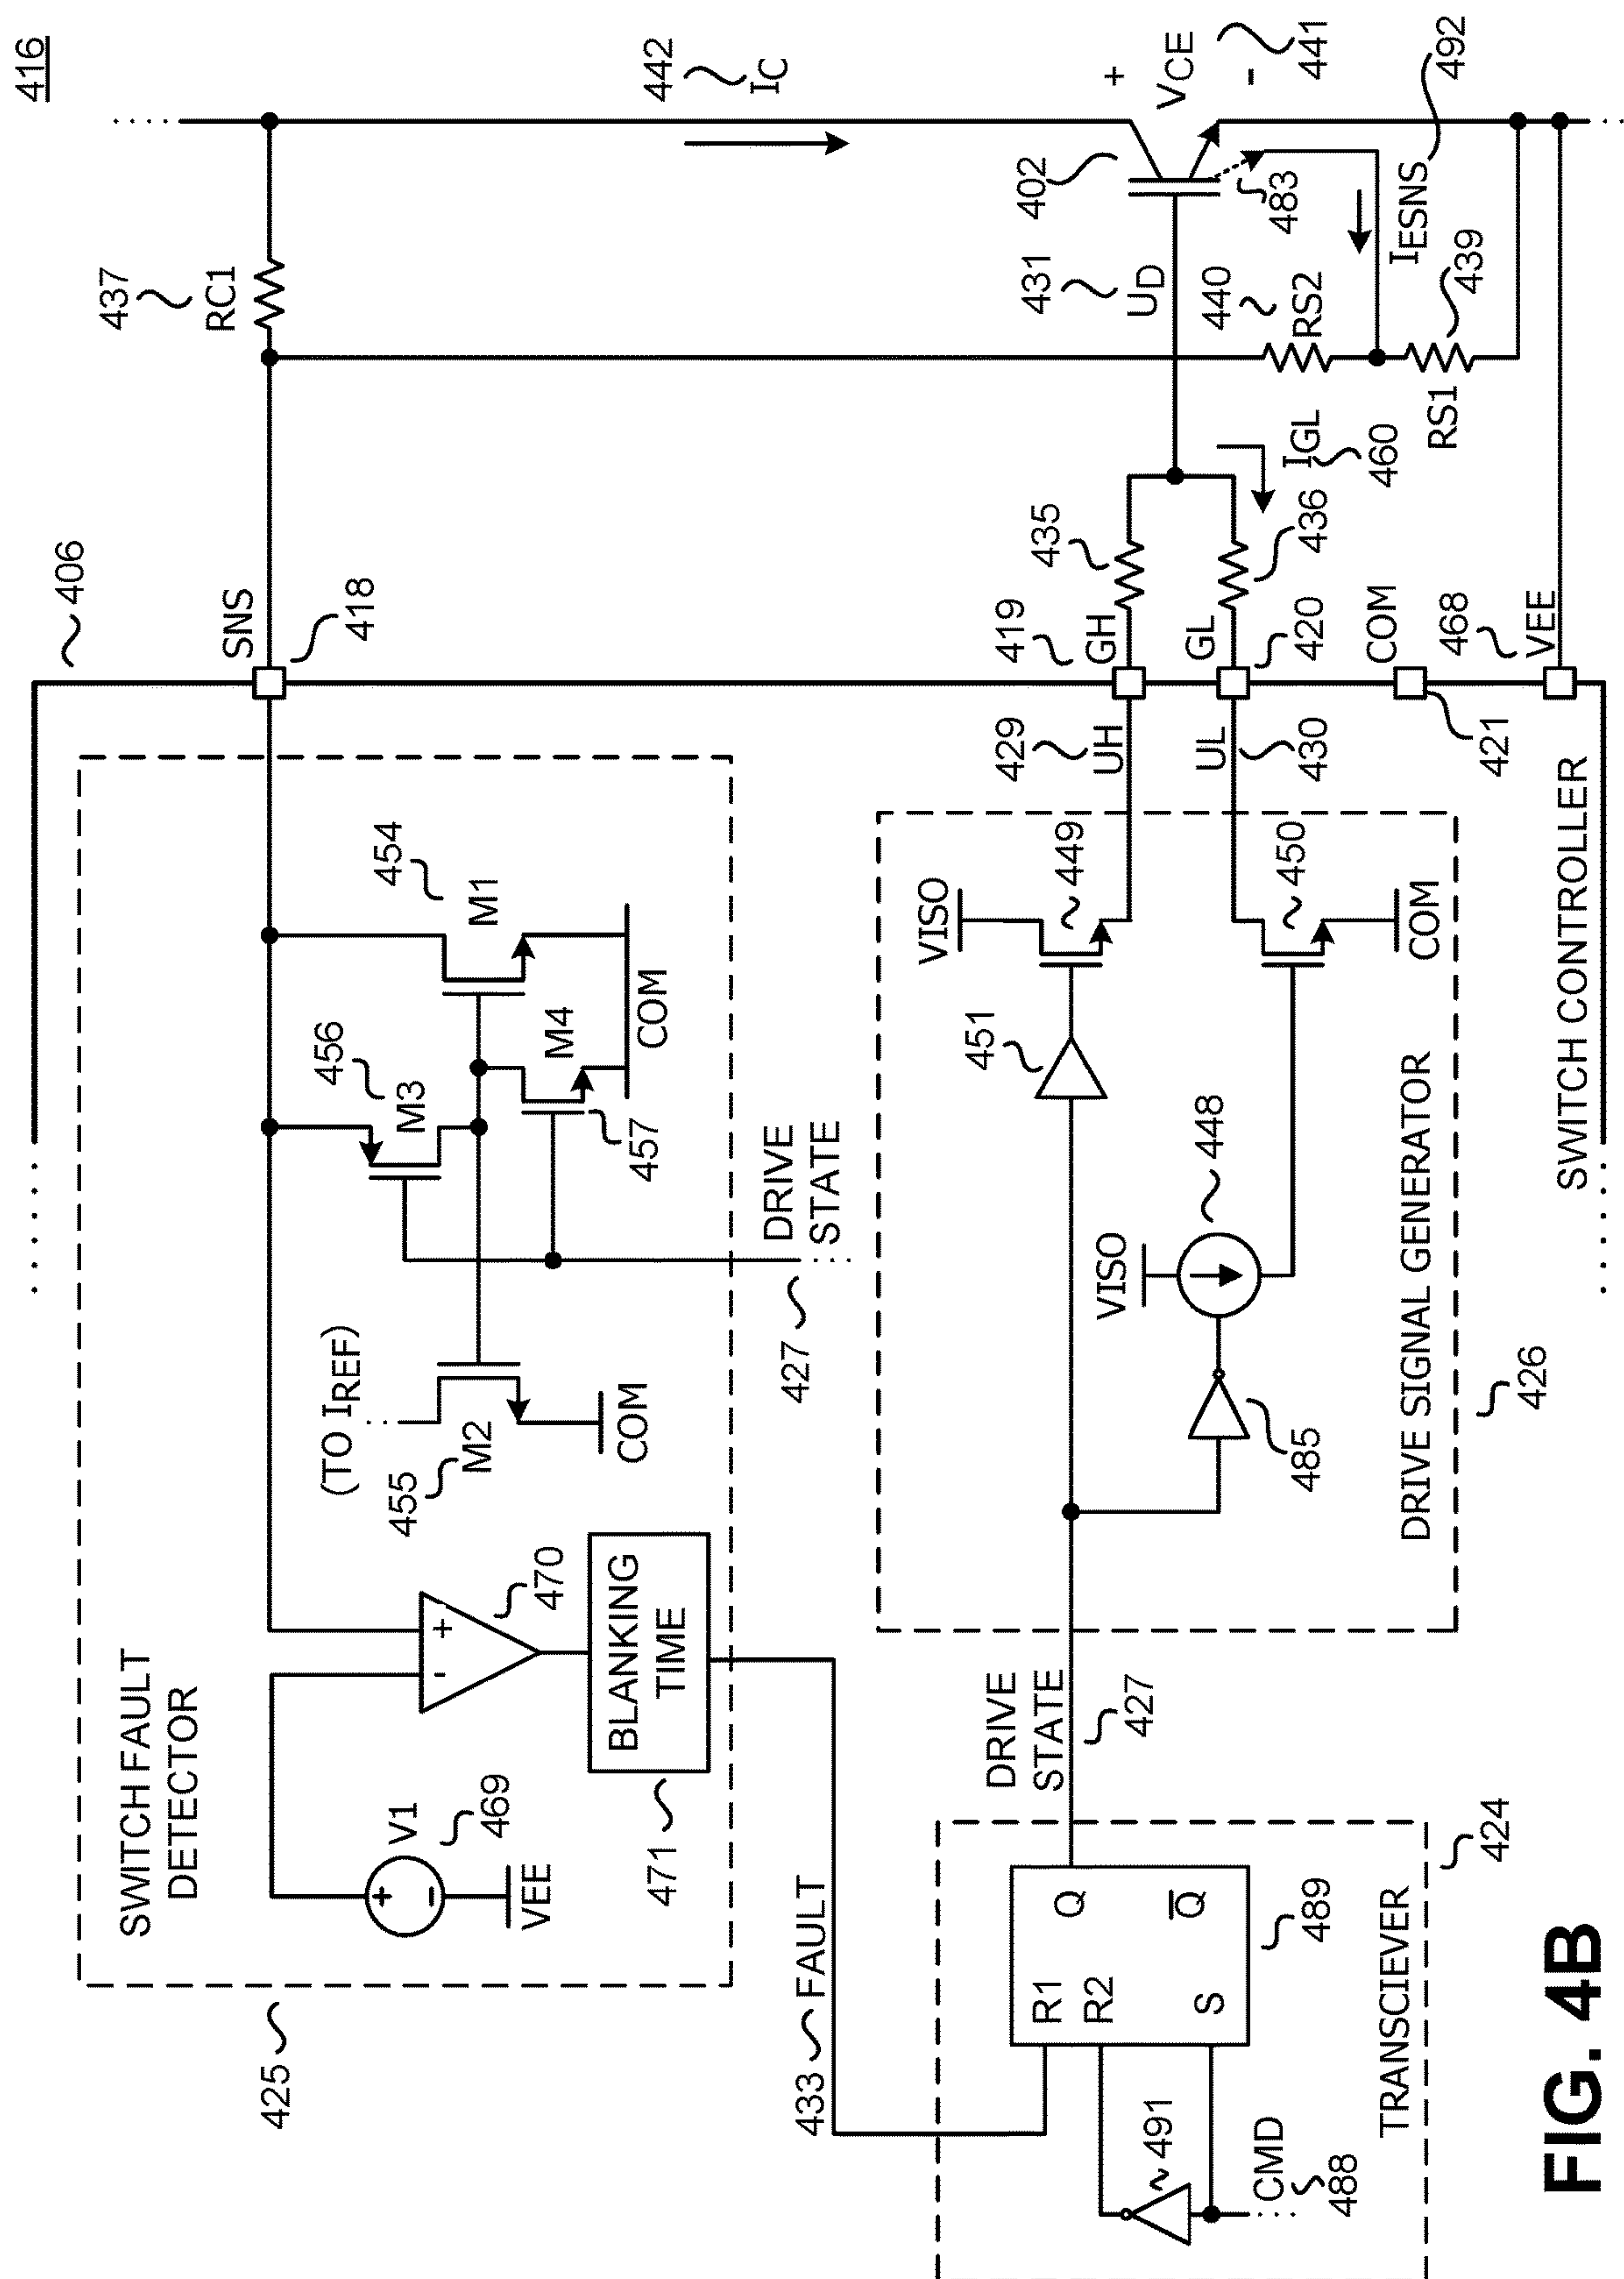 416
406
437
RC1
SNS
418
442
IC
+
VCE
-
441
402
483
431
UD
440
RS2
IESNS
492
439
RS1
IGL
460
435
436
419
GH
GL
420
COM
421
468
VEE
SWITCH CONTROLLER
429
UH
UL
430
SWITCH FAULT
DETECTOR
425
V1
469
VEE
+
-
+
-
470
BLANKING
TIME
471
(TO IREF)
455
M2
COM
456
M3
454
M1
M4
457
COM
DRIVE
STATE
427
433
FAULT
DRIVE
STATE
427
VISO
449
451
450
COM
VISO
448
485
DRIVE SIGNAL GENERATOR
426
R1
R2
S
Q
Q
489
491
CMD
488
TRANSCIEVER
424
FIG. 4B